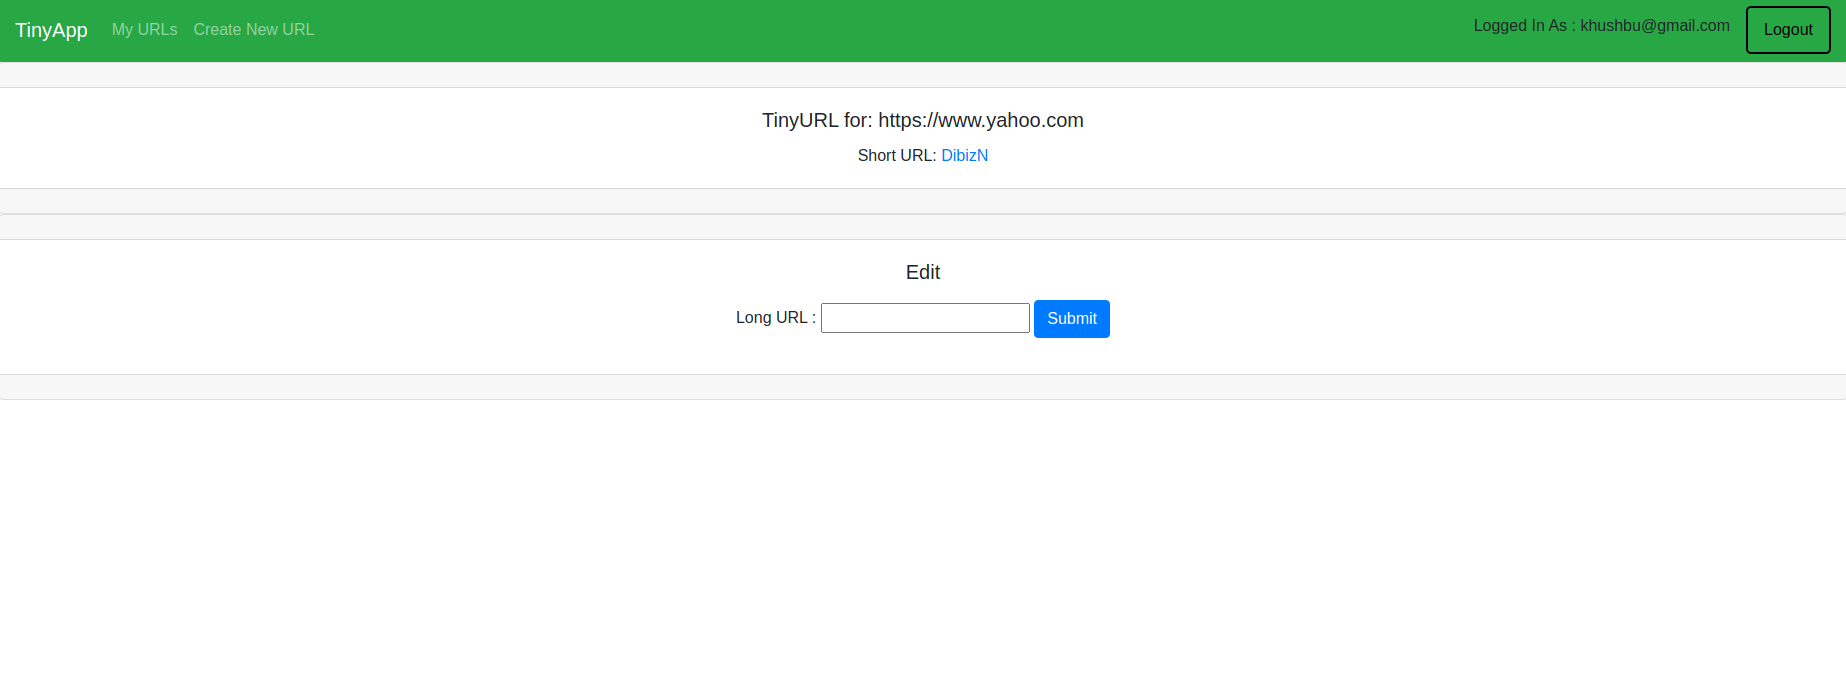 TinyApp My URLs Create New URL Logged In As : khushbu@gmail.com Logout
TinyURL for: https://www.yahoo.com
Short URL: DibizN
Edit
Long URL : Submit